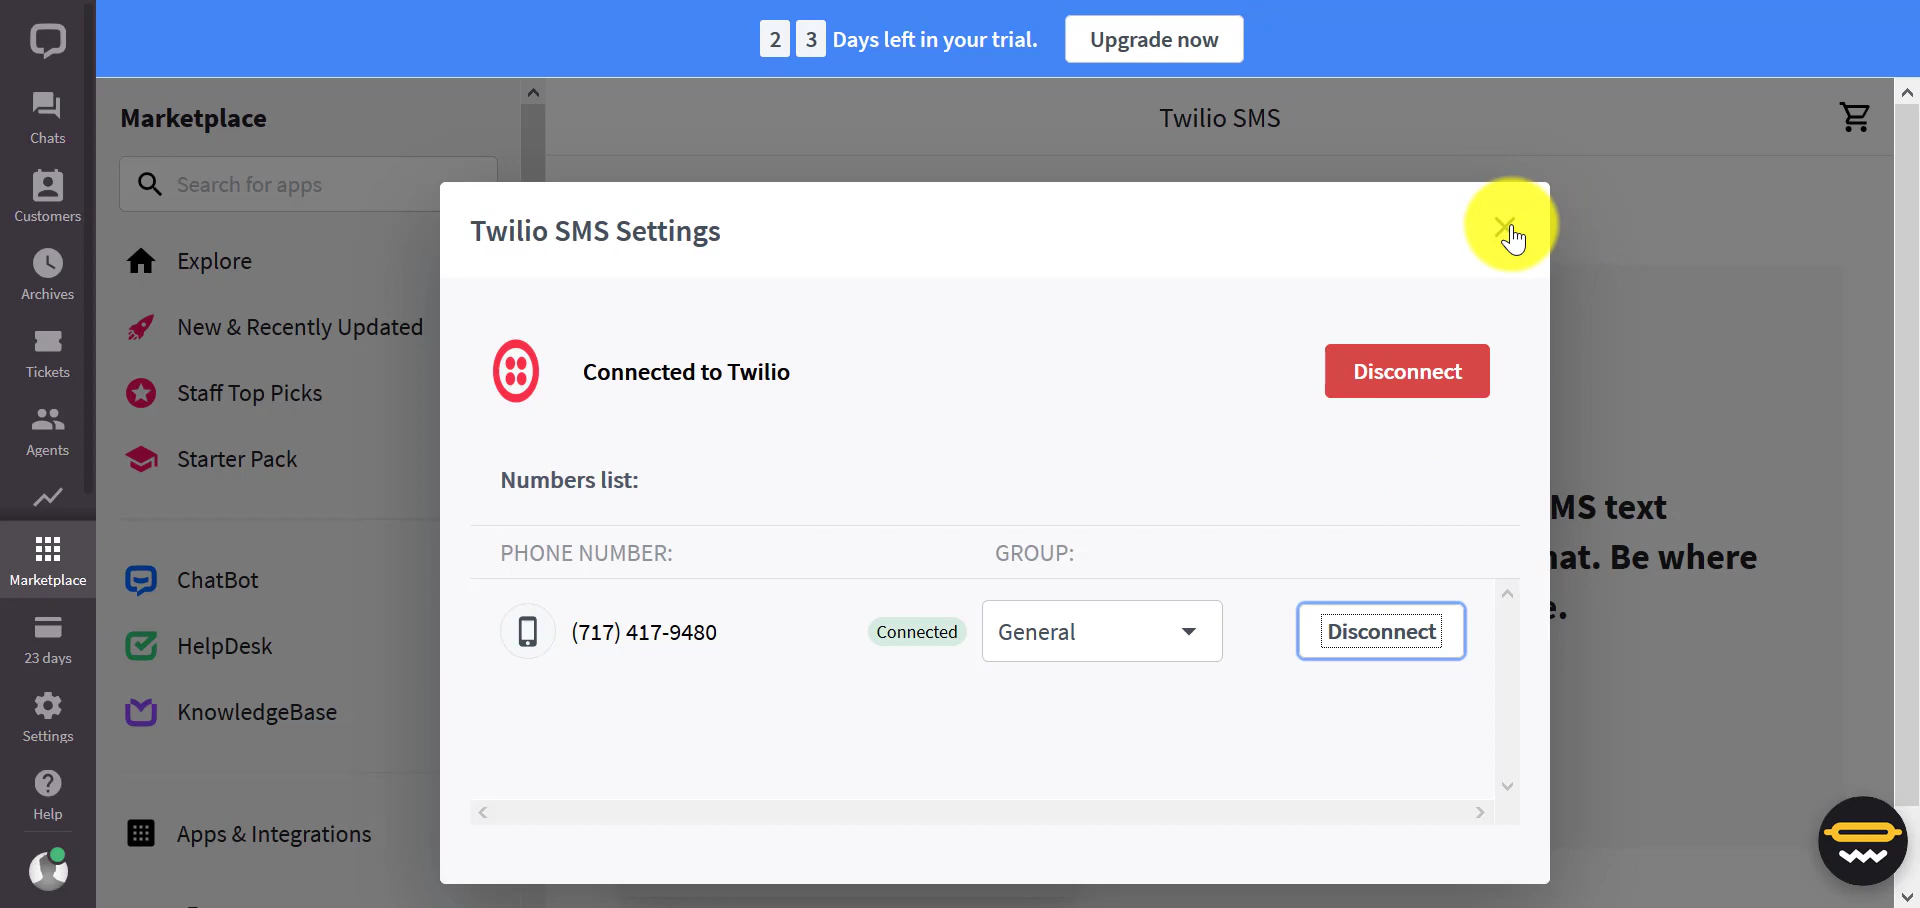 2 3 Days left in your trial.
Upgrade now
Chats
Customers
Archives
Tickets
Agents
Marketplace
23 days
Settings
Help
Marketplace
Search for apps
Explore
New & Recently Updated
Staff Top Picks
Starter Pack
ChatBot
HelpDesk
KnowledgeBase
Apps & Integrations
Twilio SMS
Twilio SMS Settings
Connected to Twilio
Disconnect
Numbers list:
PHONE NUMBER: GROUP:
(717) 417-9480 Connected General Disconnect
MS text
hat. Be where
e.